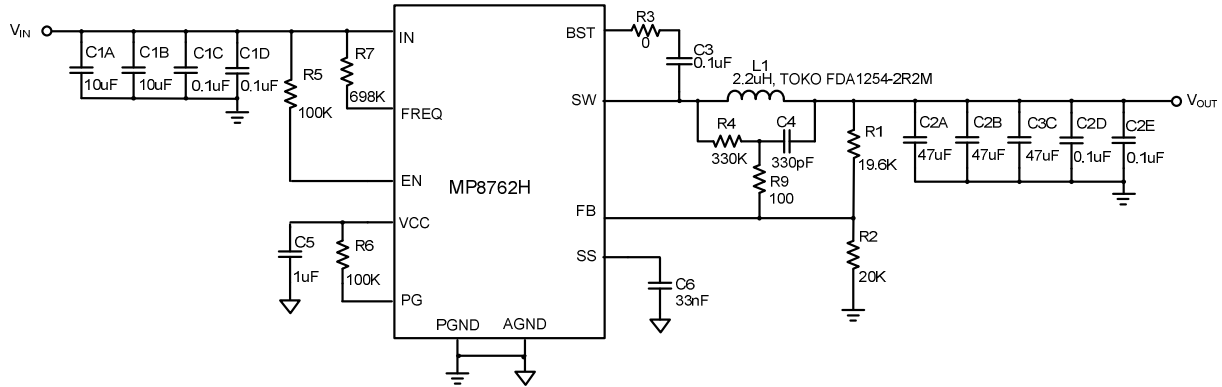 VIN
C1A
10uF
C1B
10uF
C1C
0.1uF
C1D
0.1uF
R5
100K
R7
698K
IN
FREQ
EN
VCC
PG
PGND
AGND
MP8762H
BST
SW
FB
SS
C5
1uF
R6
100K
R3
0
C3
0.1uF
L1
2.2uH, TOKO FDA1254-2R2M
R4
330K
C4
330pF
R9
100
R1
19.6K
R2
20K
C6
33nF
C2A
47uF
C2B
47uF
C3C
47uF
C2D
0.1uF
C2E
0.1uF
VOUT